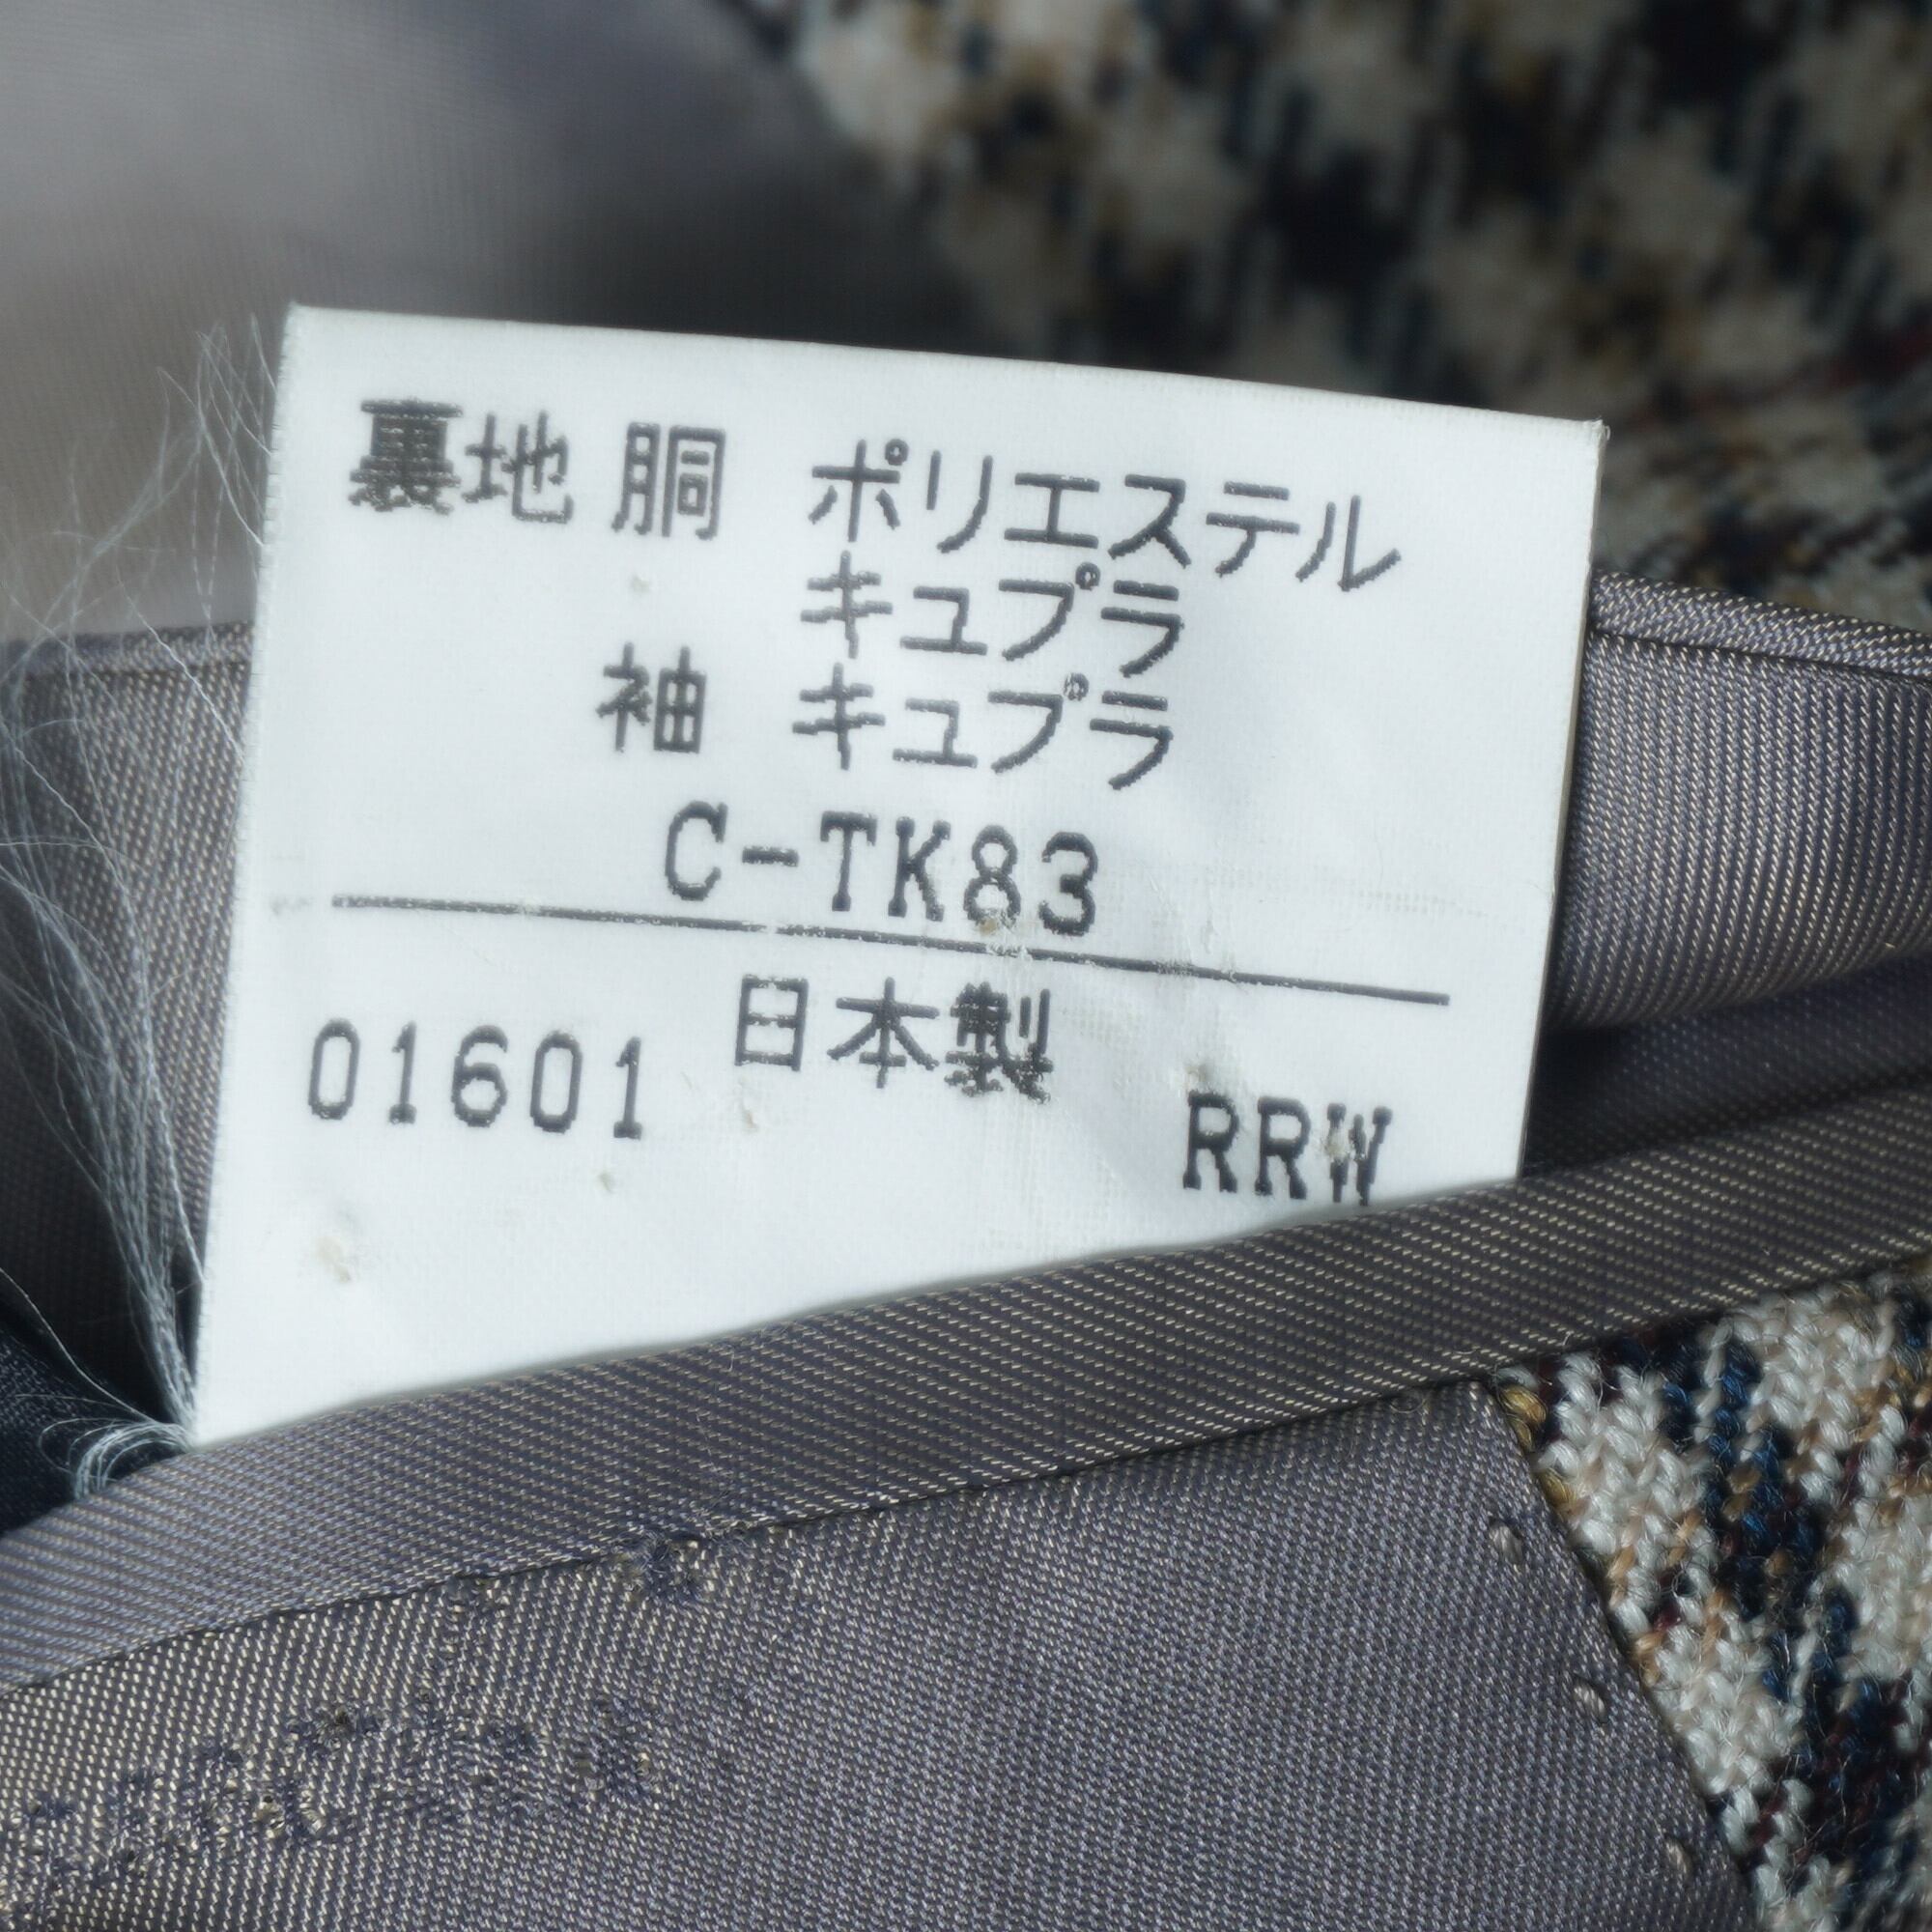 裏地 胴 ポリエステル
キュプラ
袖 キュプラ
C-TK83
日本製
01601 RRW